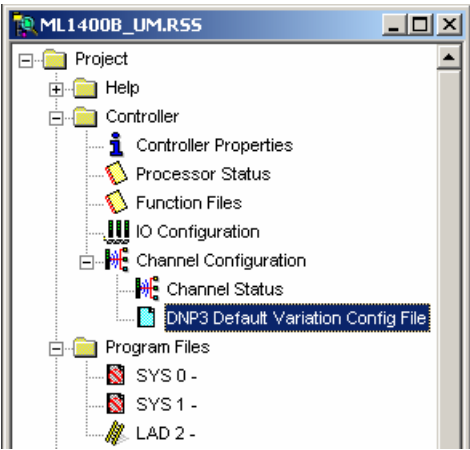 ML1400B_UM.RSS
Project
Help
Controller
Controller Properties
Processor Status
Function Files
IO Configuration
Channel Configuration
Channel Status
DNP3 Default Variation Config File
Program Files
SYS 0 -
SYS 1 -
LAD 2 -